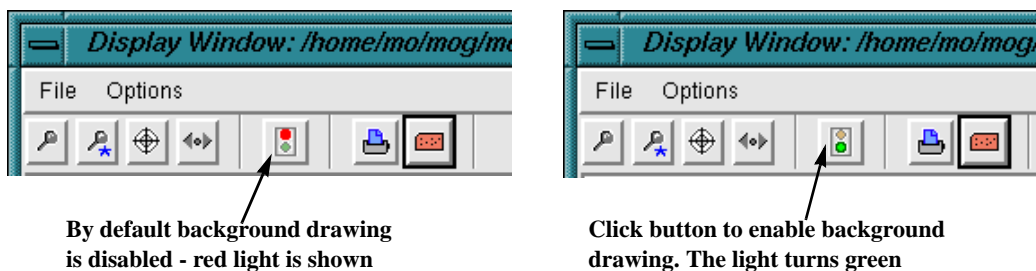 Display Window: /home/mo/mog/
File Options
By default background drawing
is disabled - red light is shown
Display Window: /home/mo/mog/
File Options
Click button to enable background
drawing. The light turns green